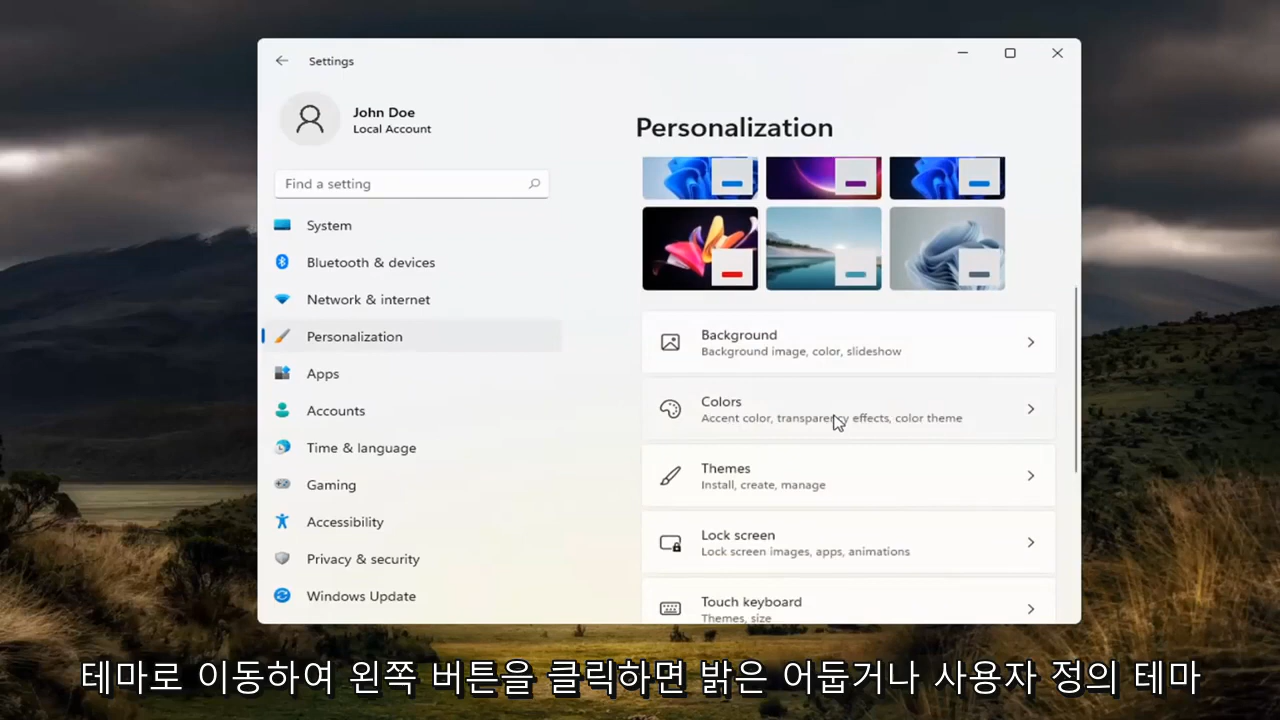 Settings
John Doe
Local Account
Find a setting
System
Bluetooth & devices
Network & internet
Personalization
Apps
Accounts
Time & language
Gaming
Accessibility
Privacy & security
Windows Update
Personalization
Background
Background image, color, slideshow
Colors
Accent color, transparency effects, color theme
Themes
Install, create, manage
Lock screen
Lock screen images, apps, animations
Touch keyboard
Themes, size
테마로 이동하여 왼쪽 버튼을 클릭하면 밝은 어둡거나 사용자 정의 테마